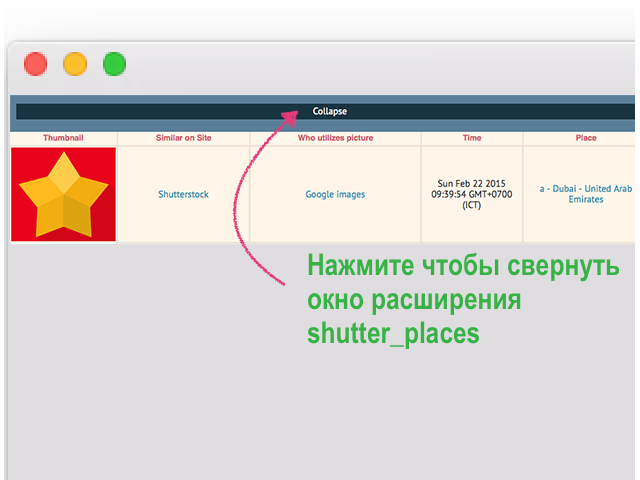 Collapse
Thumbnail Similar on Site Who utilizes picture Time Place
Shutterstock
Google images
Sun Feb 22 2015
09:39:54 GMT+0700
(ICT)
a - Dubai - United Arab
Emirates
Нажмите чтобы свернуть
окно расширения
shutter_places